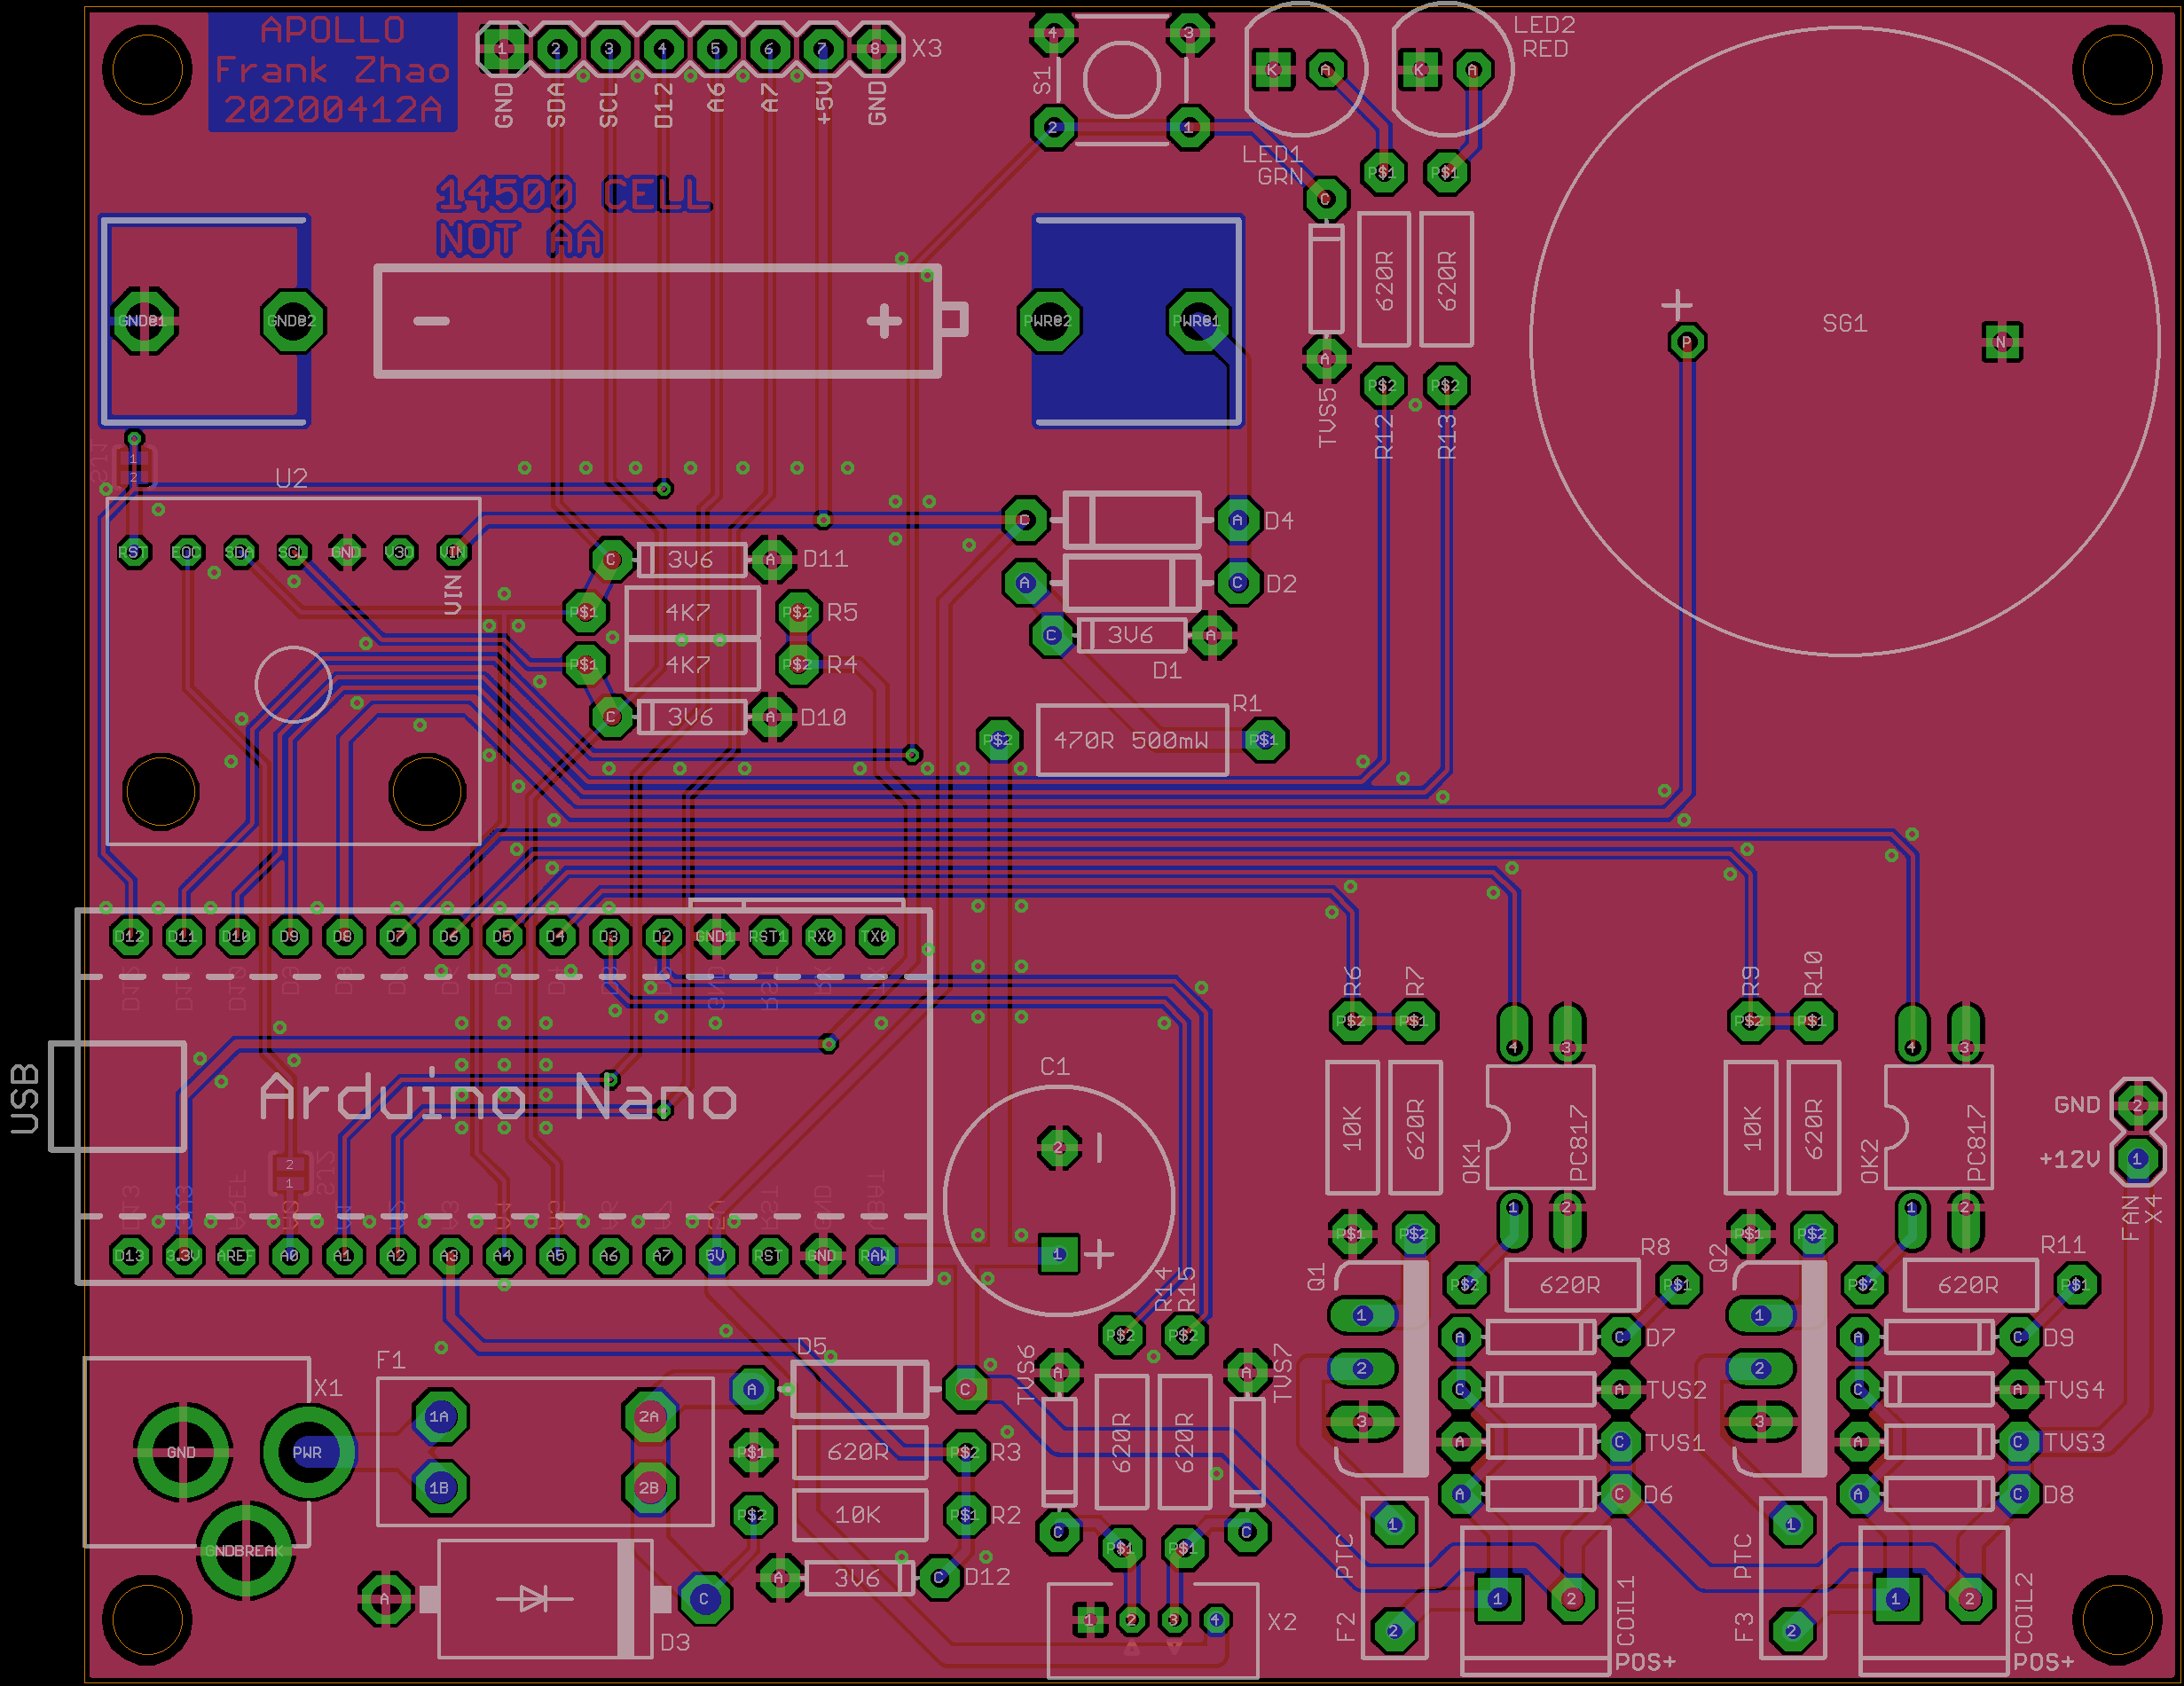 APOLLO
Frank Zhao
20200412A
1 2 3 4 5 6 7 8
X3
GND
SDA
SCL
D12
A6
A7
+5V
GND
S1
4 3
2 1
K A
K A
LED1
GRN
LED2
RED
P$1 P$1
C
620R
620R
A
P$2 P$2
TVS5
R12
R13
SG1
P
N
14500 CELL
NOT AA
GND@1 GND@2
PWR@2 PWR@1
SJ1
1
2
U2
RST EOC SDA SCL GND V3O VIN
VIN
C 3V6 A D11
P$1 4K7 P$2 R5
P$1 4K7 P$2 R4
C 3V6 A D10
C A D4
A C D2
C 3V6 A
D1
R1
P$2 470R 500mW P$1
D12 D11 D10 D9 D8 D7 D6 D5 D4 D3 D2 GND1 RST1 RX0 TX0
USB
Arduino Nano
2
1
SJ2
D13 3.3V AREF A0 A1 A2 A3 A4 A5 A6 A7 5V RST GND RAW
C1
2
1
R6
R7
P$2 P$1
10K
620R
P$1 P$2
4 3
OK1
PC817
1 2
R9
R10
P$2 P$1
10K
620R
P$1 P$2
4 3
OK2
PC817
1 2
GND 2
+12V 1
FAN
X4
R14
R15
P$2 P$2
TVS6
TVS7
A A
620R
620R
C P$1 P$1 C
1 2 3 4 X2
X1
GND PWR
GNDBREAK
F1
1A 2A
1B 2B
D5
A C
P$1 620R P$2 R3
P$2 10K P$1 R2
A 3V6 C D12
A C
D3
Q1
1
2
3
R8
P$2 620R P$1
A C D7
C A TVS2
A C TVS1
A C D6
PTC
1
2
F2
1 2
COIL1
POS+
Q2
1
2
3
R11
P$2 620R P$1
A C D9
C A TVS4
A C TVS3
A C D8
PTC
1
2
F3
1 2
COIL2
POS+